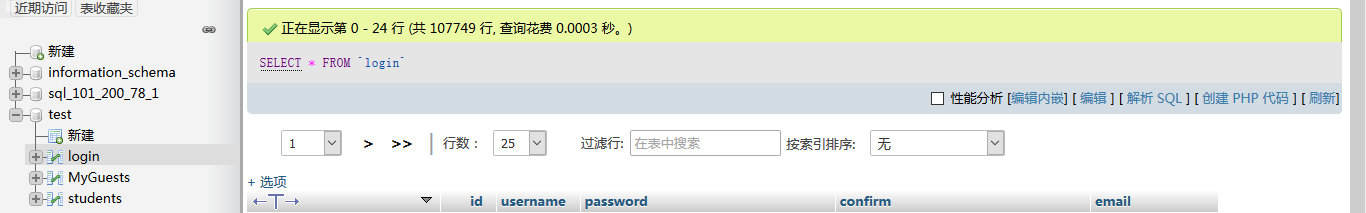 近期访问 表收藏夹
新建
information_schema
sql_101_200_78_1
test
新建
login
MyGuests
students
正在显示第 0 - 24 行 (共 107749 行, 查询花费 0.0003 秒。)
SELECT * FROM `login`
性能分析 [编辑内嵌] [ 编辑 ] [ 解析 SQL ] [ 创建 PHP 代码 ] [ 刷新]
1 > >> | 行数: 25 过滤行: 在表中搜索 按索引排序: 无
+ 选项
←T→ id username password confirm email